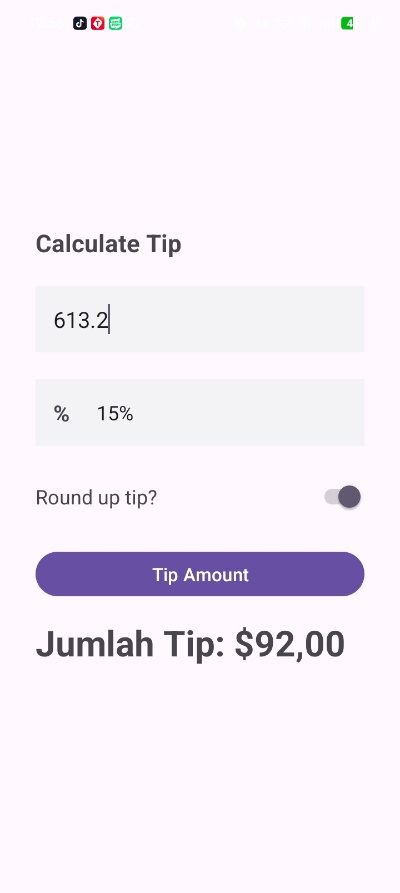 Calculate Tip
613.2
% 15%
Round up tip?
Tip Amount
Jumlah Tip: $92,00